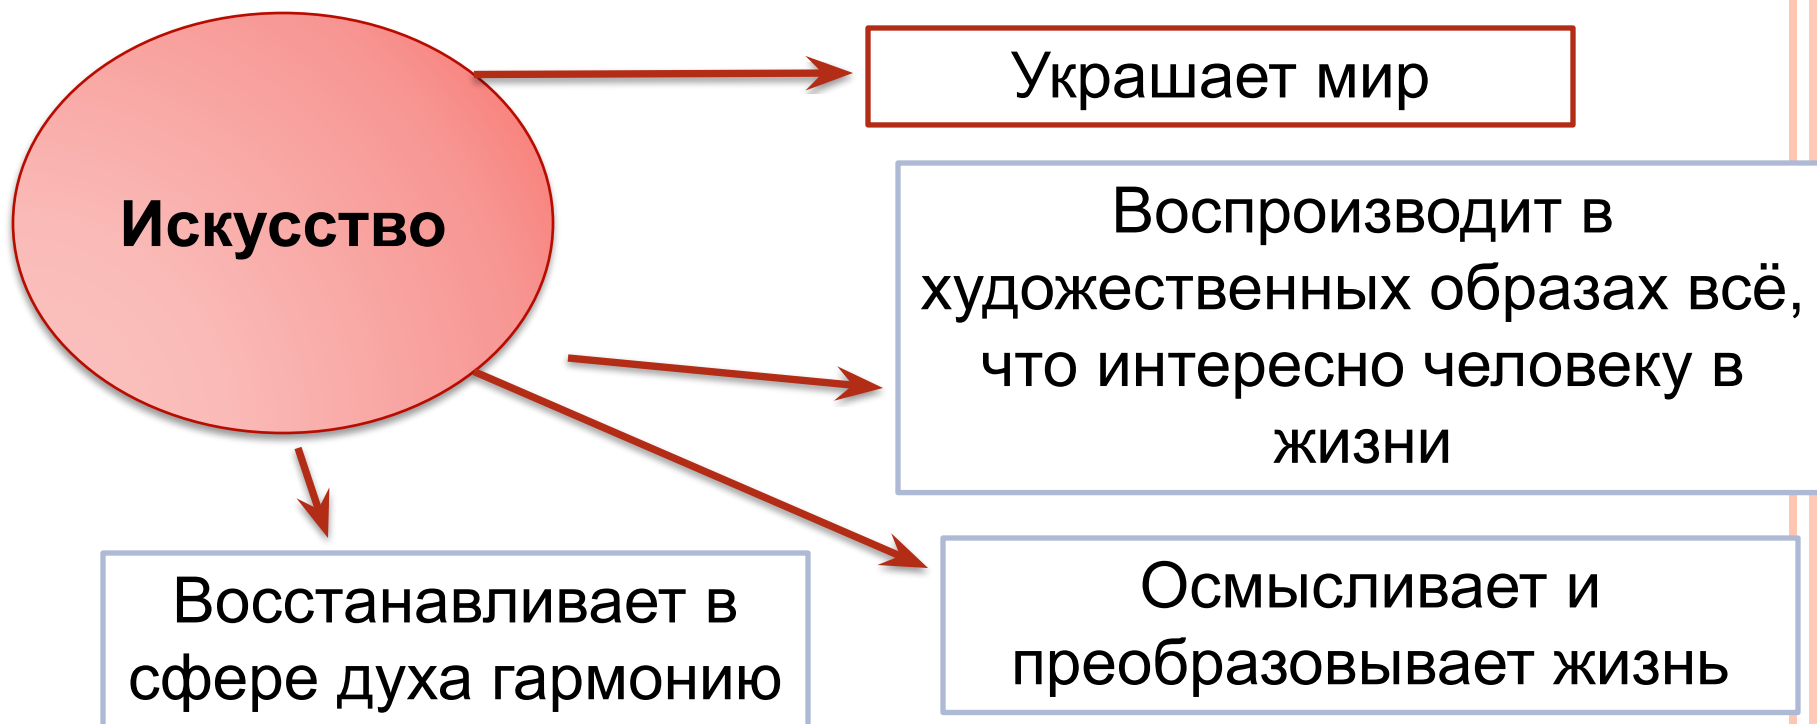 Искусство
Украшает мир
Воспроизводит в
художественных образах всё,
что интересно человеку в
жизни
Осмысливает и
преобразовывает жизнь
Восстанавливает в
сфере духа гармонию